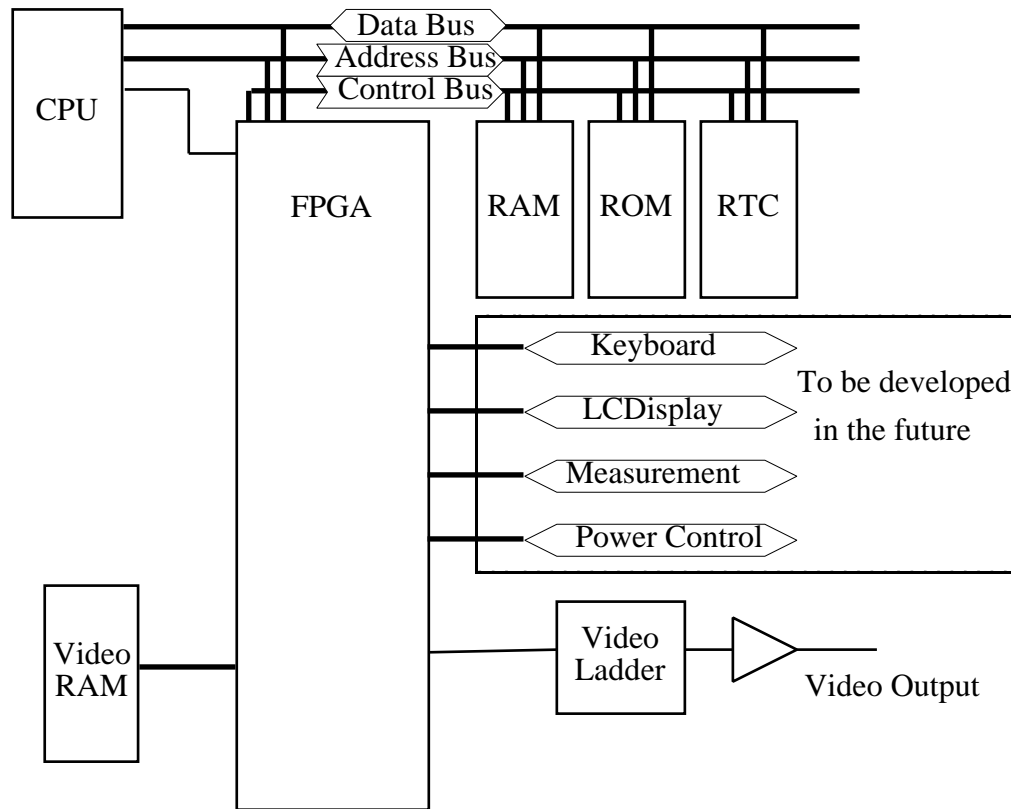 Data Bus
Address Bus
Control Bus
CPU
FPGA
RAM
ROM
RTC
Keyboard
LCDisplay
Measurement
Power Control
To be developed
in the future
Video
RAM
Video
Ladder
Video Output